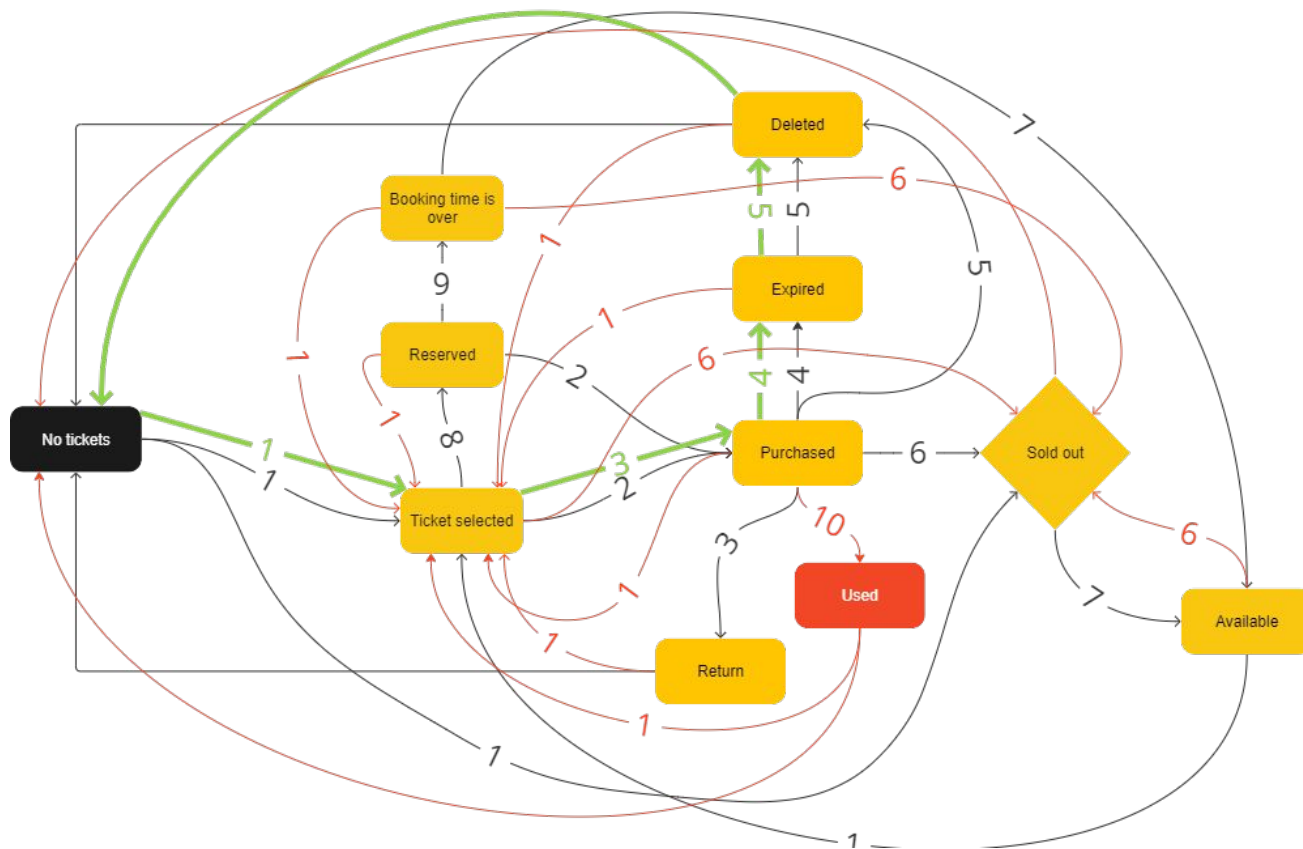 7
Deleted
Booking time is
over
6
1
5
5
5
9
Expired
1
1
Reserved
6
2
4
4
1
No tickets
1
8
Purchased
6
Sold out
1
3
2
Ticket selected
10
3
6
1
Used
7
Available
1
Return
1
1
1